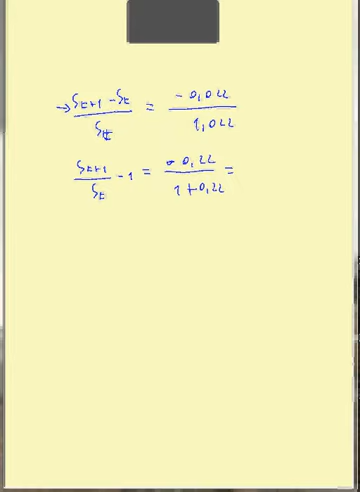 → (S_{t+1} - S_t) / S_t = (-0,022) / 1,022
S_{t+1} / S_t - 1 = (-0,22) / (1+0,22) =